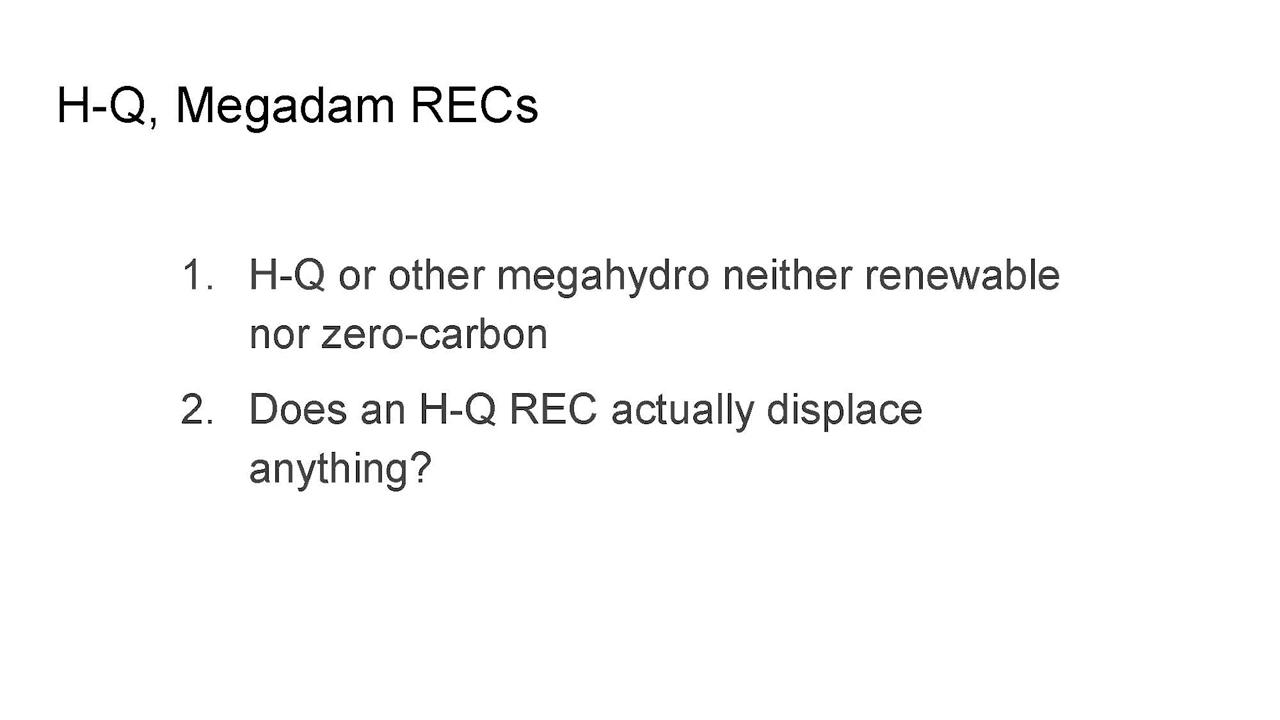 H-Q, Megadam RECs
1. H-Q or other megahydro neither renewable
nor zero-carbon
2. Does an H-Q REC actually displace
anything?